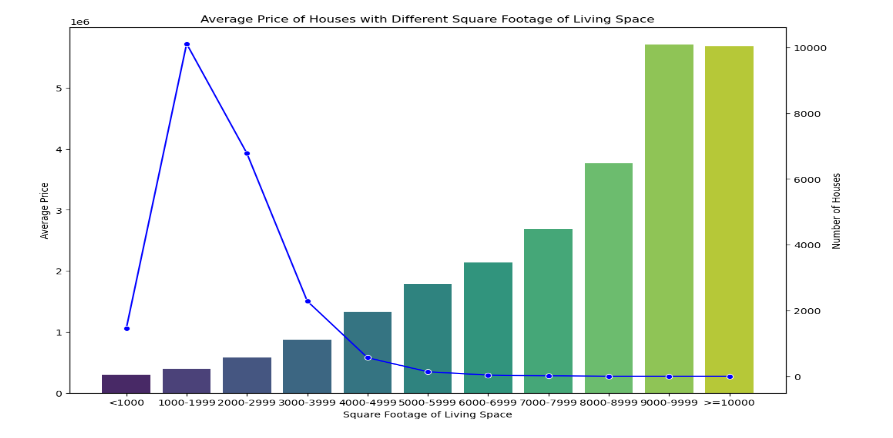 Average Price of Houses with Different Square Footage of Living Space
1e6
5
4
3
2
1
0
Average Price
10000
8000
6000
4000
2000
0
Number of Houses
<1000 1000-1999 2000-2999 3000-3999 4000-4999 5000-5999 6000-6999 7000-7999 8000-8999 9000-9999 >=10000
Square Footage of Living Space